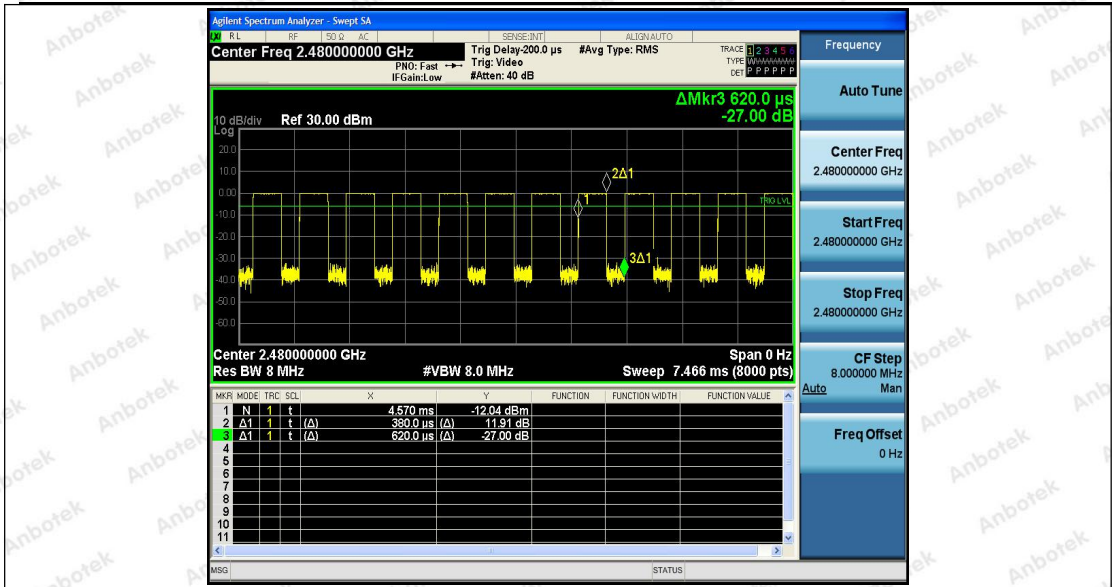 Agilent Spectrum Analyzer - Swept SA
RL RF 50 Ω AC SENSE:INT ALIGN AUTO
Center Freq 2.480000000 GHz
PNO: Fast
IFGain:Low
Trig Delay-200.0 µs
Trig: Video
#Atten: 40 dB
#Avg Type: RMS
TRACE 1 2 3 4 5 6
TYPE
DET P P P P P P
ΔMkr3 620.0 µs
-27.00 dB
10 dB/div Ref 30.00 dBm
Log
20.0
10.0
0.00
-10.0
-20.0
-30.0
-40.0
-50.0
-60.0
2Δ1
1
TRIG LVL
3Δ1
Center 2.480000000 GHz Span 0 Hz
Res BW 8 MHz #VBW 8.0 MHz Sweep 7.466 ms (8000 pts)
MKR MODE TRC SCL X Y FUNCTION FUNCTION WIDTH FUNCTION VALUE
1 N 1 t 4.570 ms -12.04 dBm
2 Δ1 1 t (Δ) 380.0 µs (Δ) 11.91 dB
3 Δ1 1 t (Δ) 620.0 µs (Δ) -27.00 dB
4
5
6
7
8
9
10
11
MSG STATUS
Frequency
Auto Tune
Center Freq
2.480000000 GHz
Start Freq
2.480000000 GHz
Stop Freq
2.480000000 GHz
CF Step
8.000000 MHz
Auto Man
Freq Offset
0 Hz
Anbotek